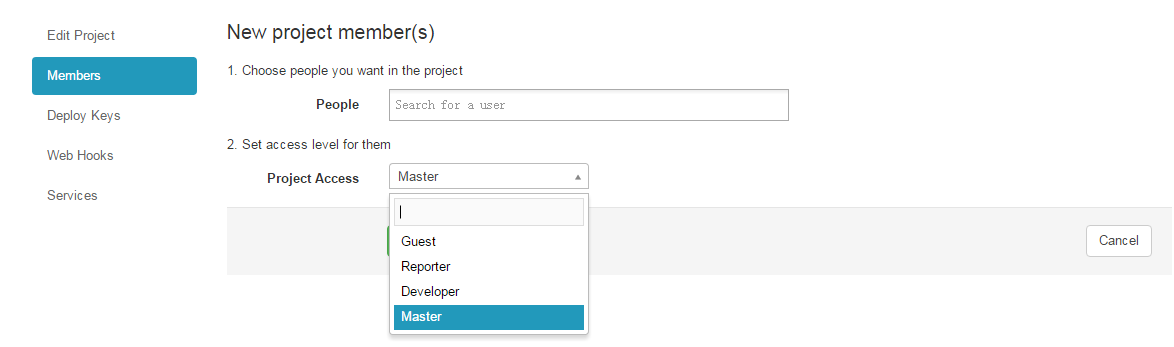 Edit Project
Members
Deploy Keys
Web Hooks
Services
New project member(s)
1. Choose people you want in the project
People
Search for a user
2. Set access level for them
Project Access
Master
Guest
Reporter
Developer
Master
Cancel